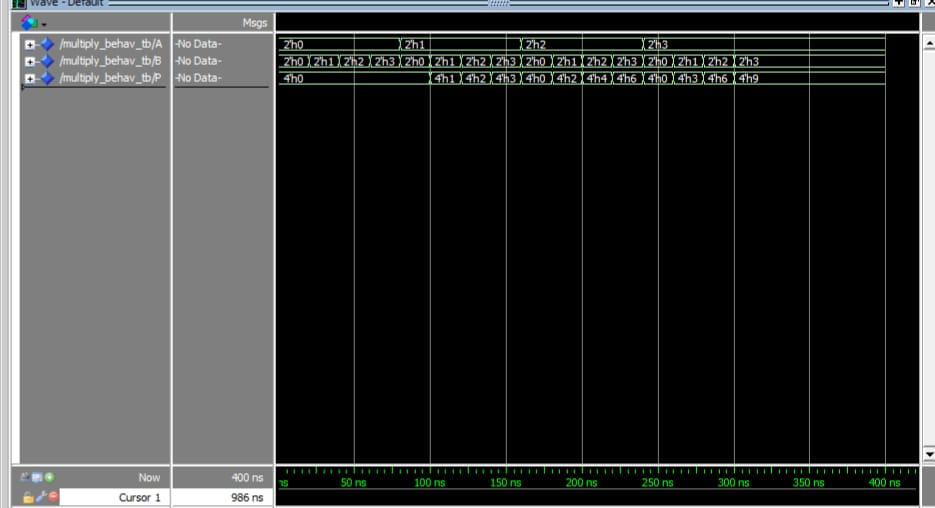 Wave - Default
Msgs
/multiply_behav_tb/A -No Data- 2'h0 2'h1 2'h2 2'h3
/multiply_behav_tb/B -No Data- 2'h0 2'h1 2'h2 2'h3 2'h0 2'h1 2'h2 2'h3 2'h0 2'h1 2'h2 2'h3 2'h0 2'h1 2'h2 2'h3
/multiply_behav_tb/P -No Data- 4'h0 4'h1 4'h2 4'h3 4'h0 4'h2 4'h4 4'h6 4'h0 4'h3 4'h6 4'h9
Now 400 ns ns 50 ns 100 ns 150 ns 200 ns 250 ns 300 ns 350 ns 400 ns
Cursor 1 986 ns